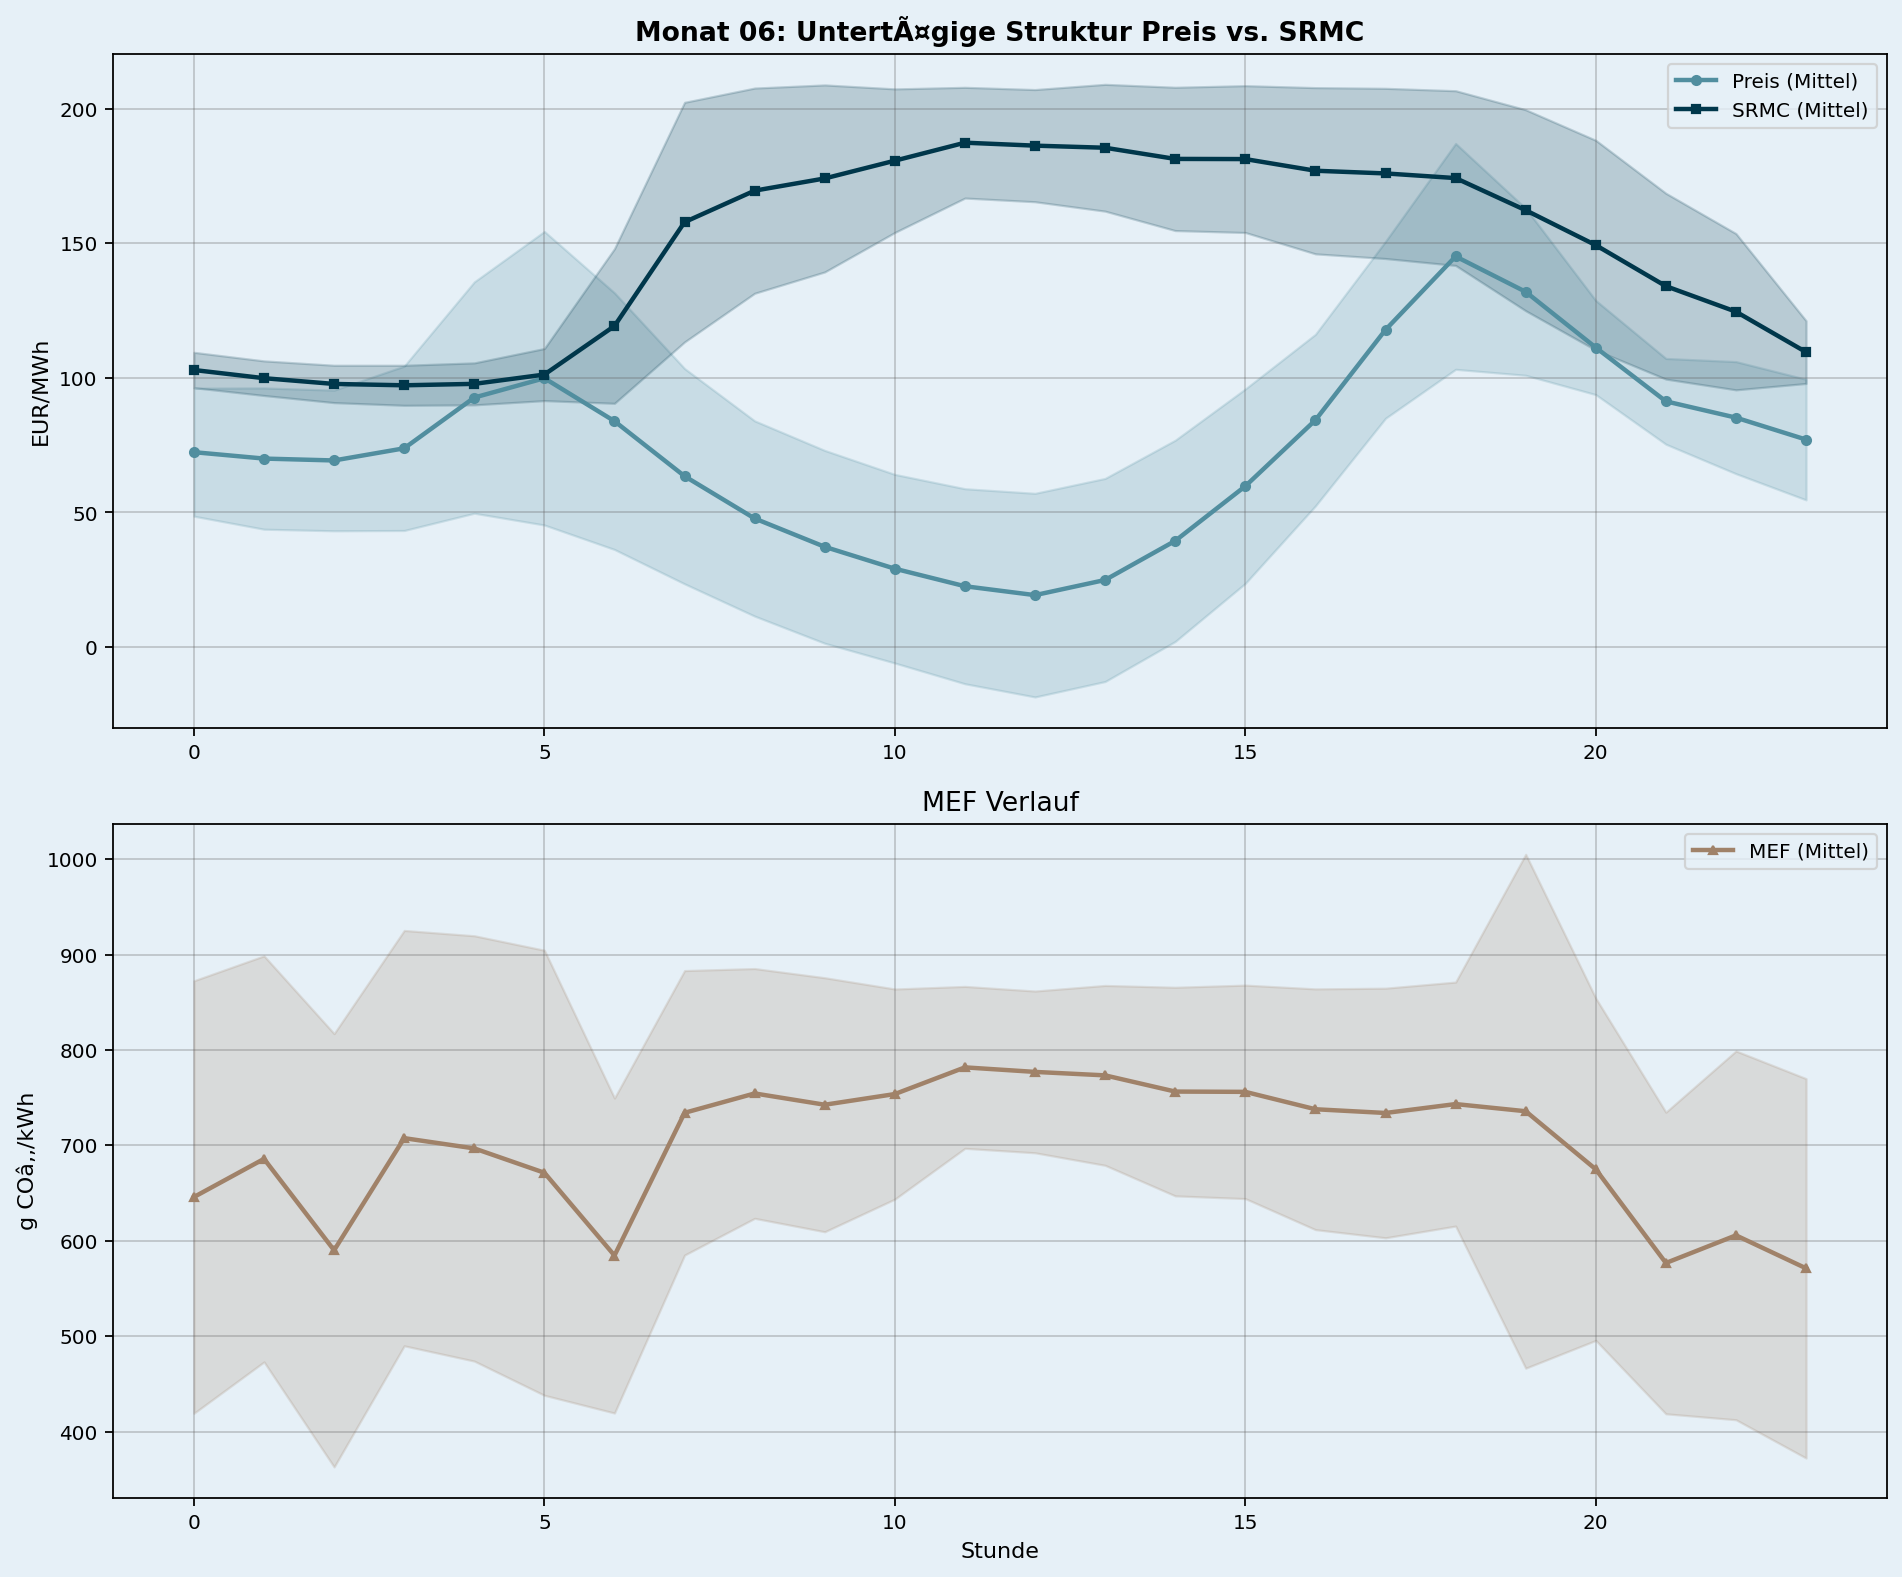 Monat 06: UntertÃ¤gige Struktur Preis vs. SRMC
Preis (Mittel)
SRMC (Mittel)
EUR/MWh
200
150
100
50
0
0 5 10 15 20
MEF Verlauf
MEF (Mittel)
g COâ‚‚/kWh
1000
900
800
700
600
500
400
0 5 10 15 20
Stunde